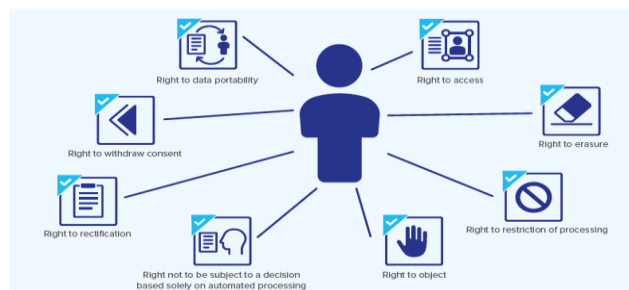 Right to data portability
Right to access
Right to withdraw consent
Right to erasure
Right to rectification
Right to restriction of processing
Right not to be subject to a decision
based solely on automated processing
Right to object